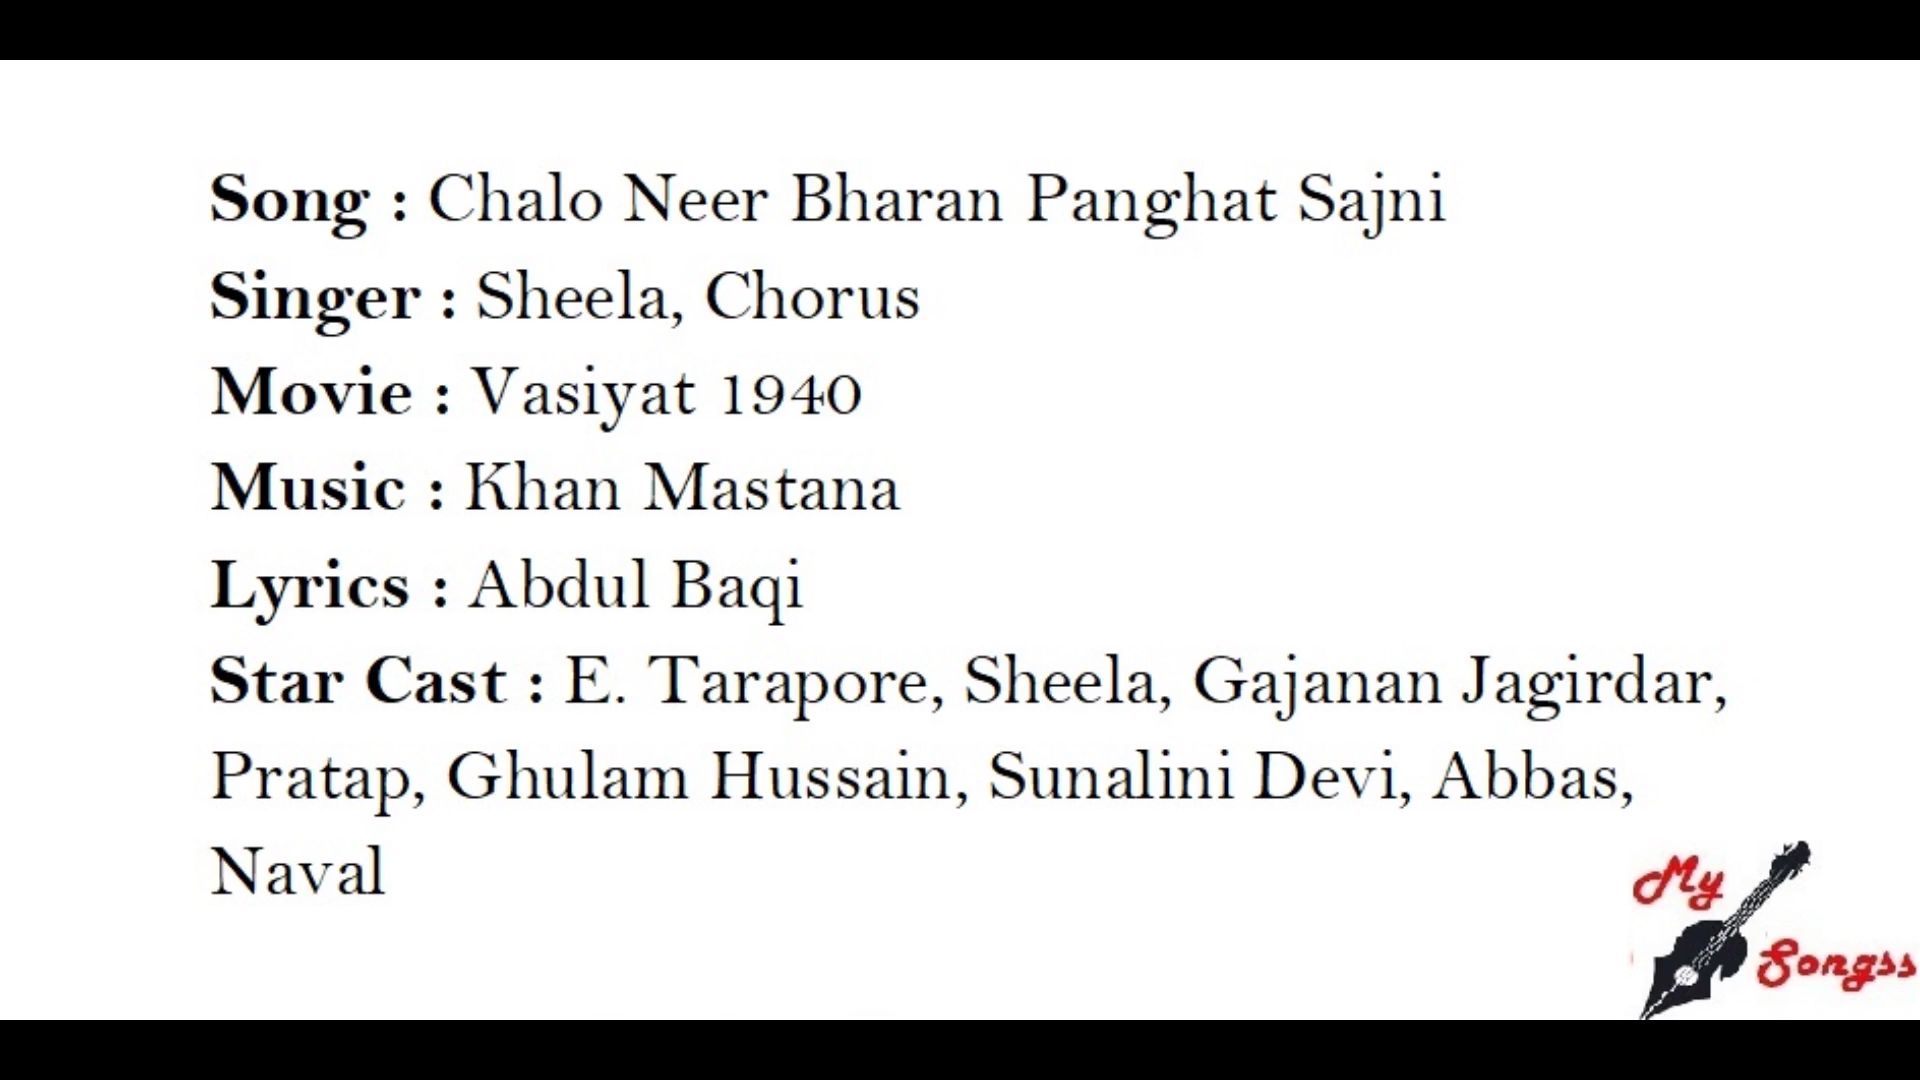 Song : Chalo Neer Bharan Panghat Sajni
Singer : Sheela, Chorus
Movie : Vasiyat 1940
Music : Khan Mastana
Lyrics : Abdul Baqi
Star Cast : E. Tarapore, Sheela, Gajanan Jagirdar,
Pratap, Ghulam Hussain, Sunalini Devi, Abbas,
Naval
My
Songss